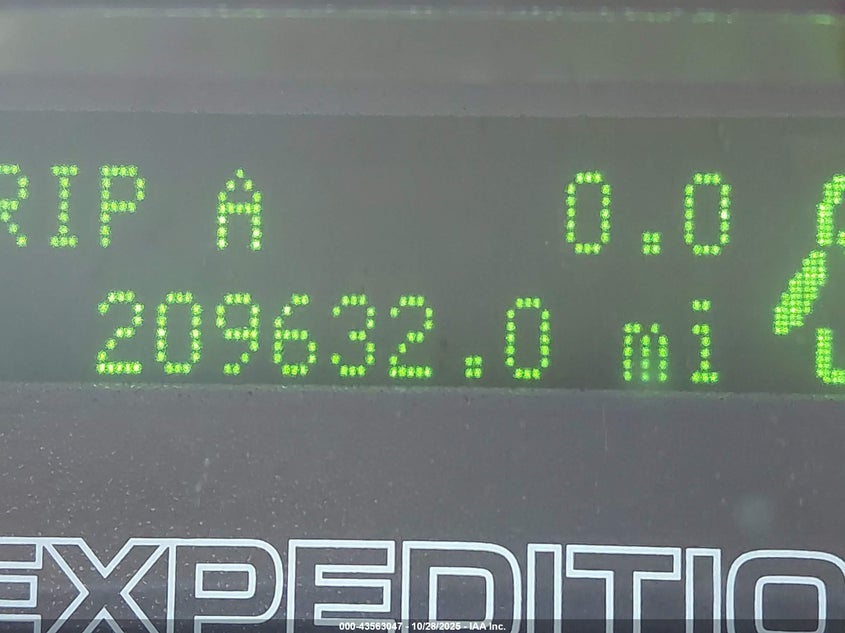 RIP A 0.0
209632.0 mi
EXPEDITIO
000-43563047 - 10/28/2025 - IAA Inc.